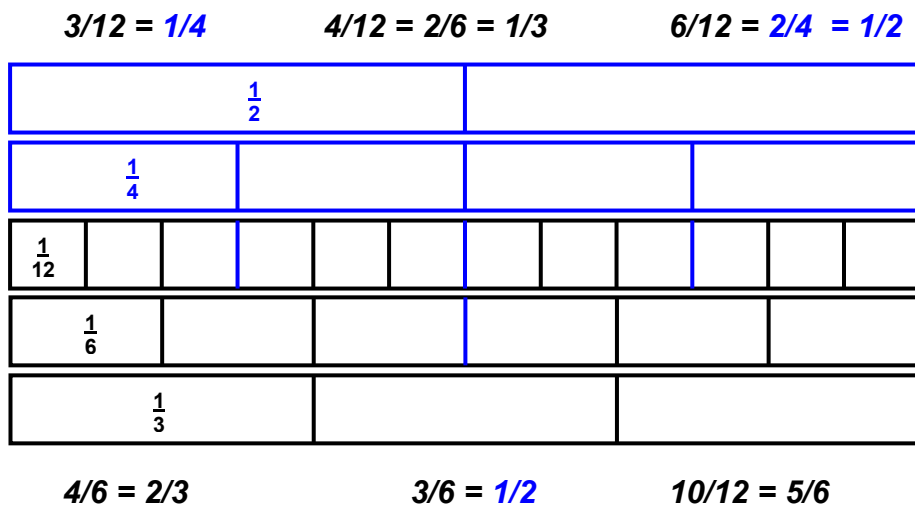 3/12 = 1/4 4/12 = 2/6 = 1/3 6/12 = 2/4 = 1/2
1/2
1/4
1/12
1/6
1/3
4/6 = 2/3 3/6 = 1/2 10/12 = 5/6